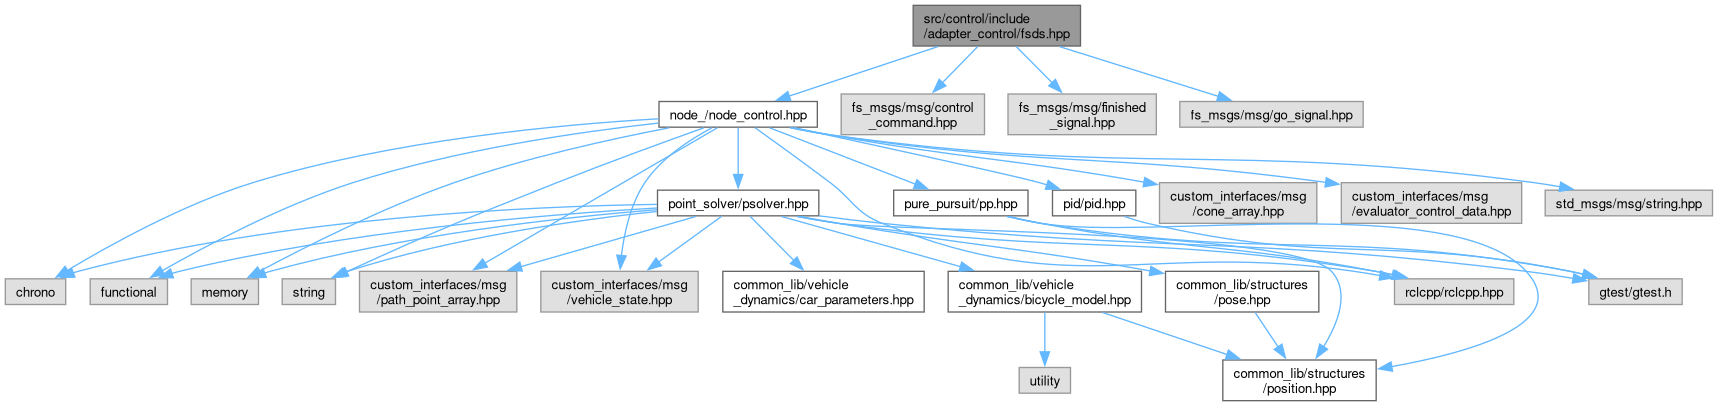 src/control/include
/adapter_control/fsds.hpp
node_/node_control.hpp
fs_msgs/msg/control
_command.hpp
fs_msgs/msg/finished
_signal.hpp
fs_msgs/msg/go_signal.hpp
point_solver/psolver.hpp
pure_pursuit/pp.hpp
pid/pid.hpp
custom_interfaces/msg
/cone_array.hpp
custom_interfaces/msg
/evaluator_control_data.hpp
std_msgs/msg/string.hpp
chrono
functional
memory
string
custom_interfaces/msg
/path_point_array.hpp
custom_interfaces/msg
/vehicle_state.hpp
common_lib/vehicle
_dynamics/car_parameters.hpp
common_lib/vehicle
_dynamics/bicycle_model.hpp
common_lib/structures
/pose.hpp
rclcpp/rclcpp.hpp
gtest/gtest.h
utility
common_lib/structures
/position.hpp